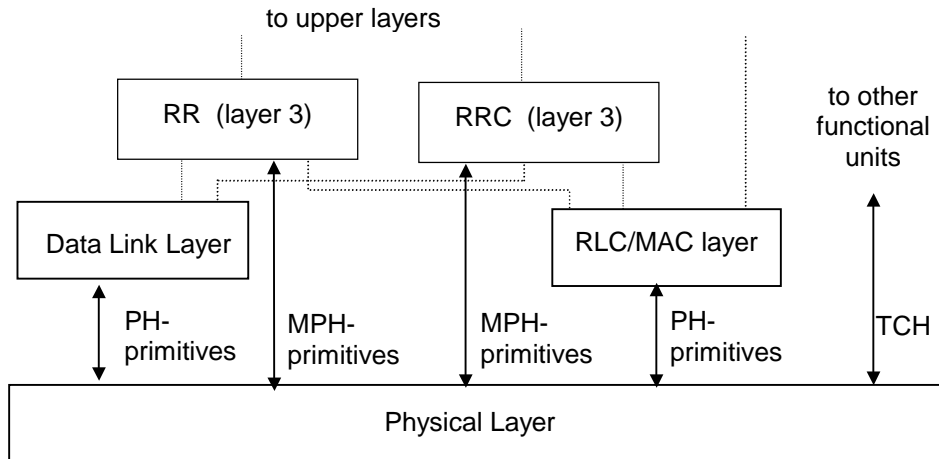 to upper layers
RR (layer 3)
RRC (layer 3)
to other
functional
units
Data Link Layer
RLC/MAC layer
PH-
primitives
MPH-
primitives
MPH-
primitives
PH-
primitives
TCH
Physical Layer